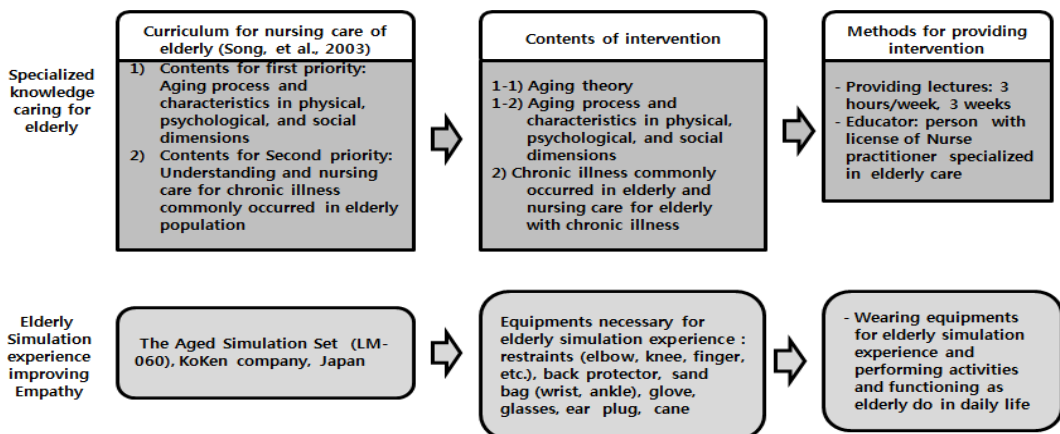 Curriculum for nursing care of
elderly (Song, et al., 2003)
Contents of intervention
Methods for providing
intervention
Specialized
knowledge
caring for
elderly
1) Contents for first priority:
Aging process and
characteristics in physical,
psychological, and social
dimensions
2) Contents for Second priority:
Understanding and nursing
care for chronic illness
commonly occurred in elderly
population
1-1) Aging theory
1-2) Aging process and
characteristics in physical,
psychological, and social
dimensions
2) Chronic illness commonly
occurred in elderly and
nursing care for elderly
with chronic illness
- Providing lectures: 3
hours/week, 3 weeks
- Educator: person with
license of Nurse
practitioner specialized
in elderly care
Elderly
Simulation
experience
improving
Empathy
The Aged Simulation Set (LM-
060), KoKen company, Japan
Equipments necessary for
elderly simulation experience :
restraints (elbow, knee, finger,
etc.), back protector, sand
bag (wrist, ankle), glove,
glasses, ear plug, cane
- Wearing equipments
for elderly simulation
experience and
performing activities
and functioning as
elderly do in daily life